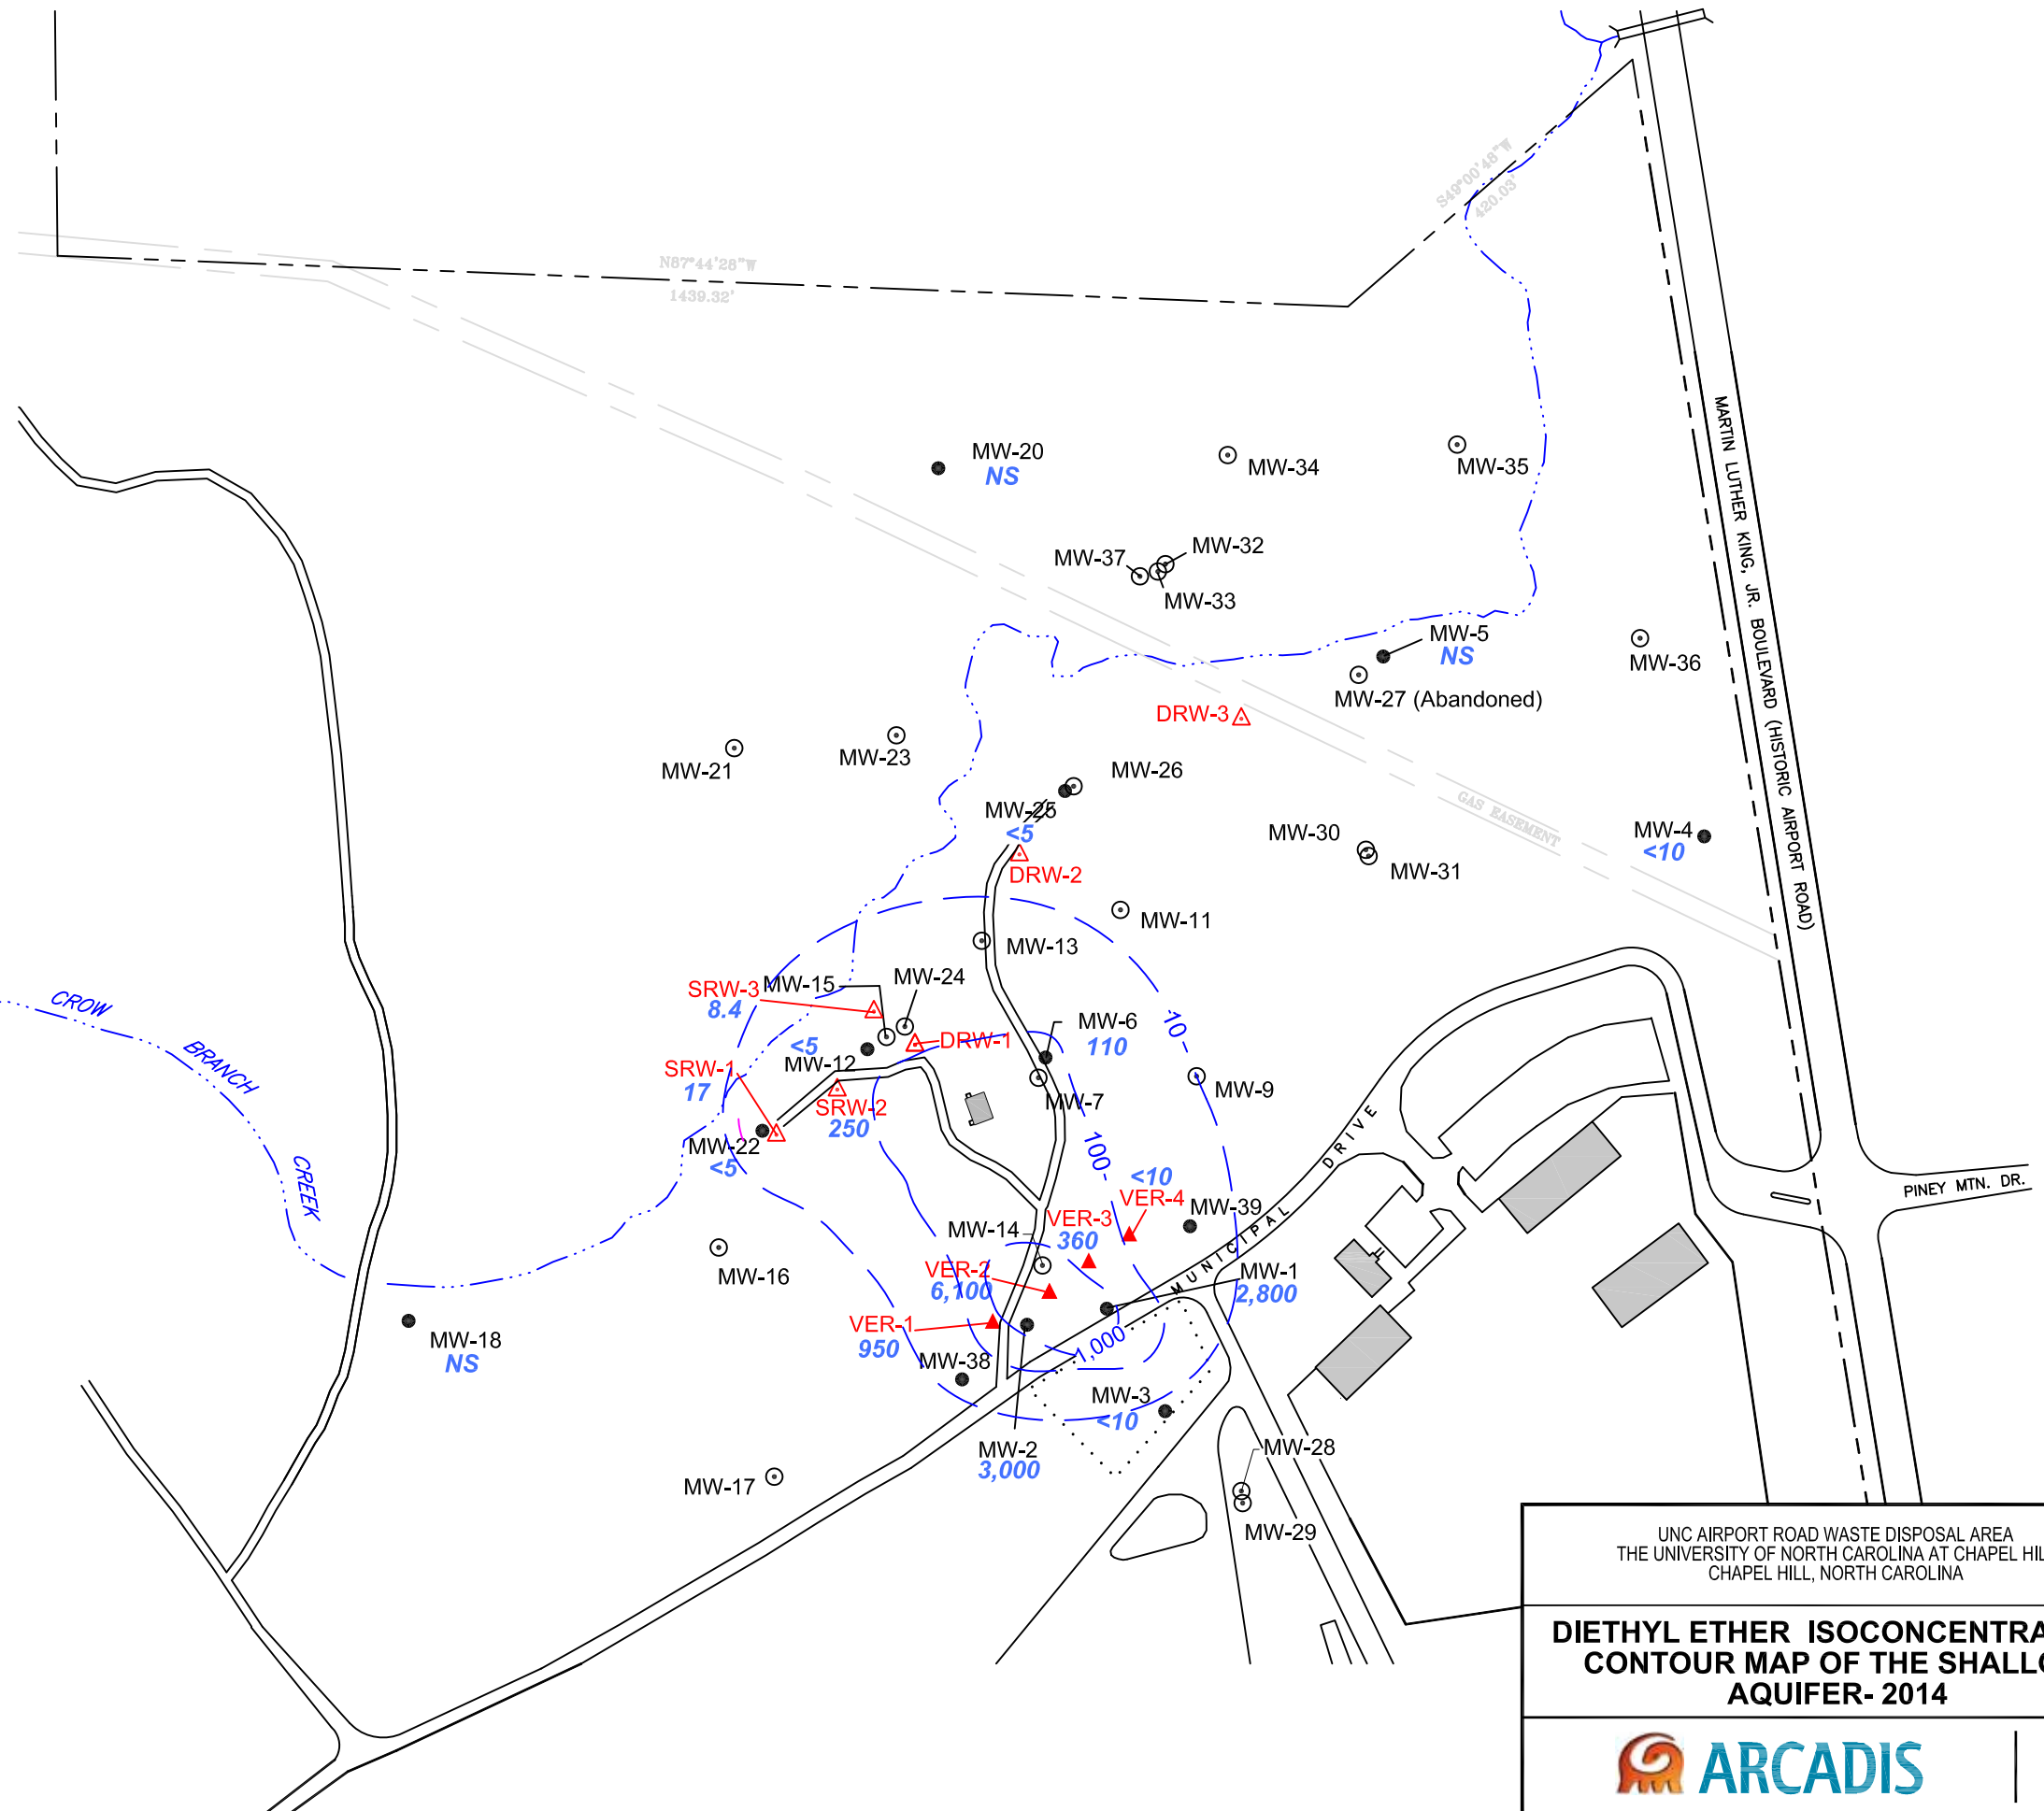 S49°00'48"W
420.03'
N87°44'28"W
1439.32'
MARTIN LUTHER KING, JR. BOULEVARD (HISTORIC AIRPORT ROAD)
MW-20
NS
MW-34
MW-35
MW-37
MW-32
MW-33
MW-5
NS
MW-36
MW-27 (Abandoned)
DRW-3
MW-21
MW-23
MW-26
MW-25
<5
DRW-2
GAS EASEMENT
MW-30
MW-31
MW-4
<10
MW-11
MW-13
MW-24
MW-15
SRW-3
8.4
CROW
BRANCH
CREEK
10
MW-6
110
DRW-1
<5
MW-12
SRW-1
17
SRW-2
250
MW-7
MW-9
MW-22
<5
100
<10
VER-4
MW-39
MUNICIPAL DRIVE
PINEY MTN. DR.
MW-14
VER-3
360
MW-16
VER-2
6,100
MW-1
2,800
VER-1
950
MW-18
NS
MW-38
1,000
MW-3
<10
MW-2
3,000
MW-17
MW-28
MW-29
UNC AIRPORT ROAD WASTE DISPOSAL AREA
THE UNIVERSITY OF NORTH CAROLINA AT CHAPEL HIL
CHAPEL HILL, NORTH CAROLINA
DIETHYL ETHER ISOCONCENTRA
CONTOUR MAP OF THE SHALLO
AQUIFER- 2014
ARCADIS